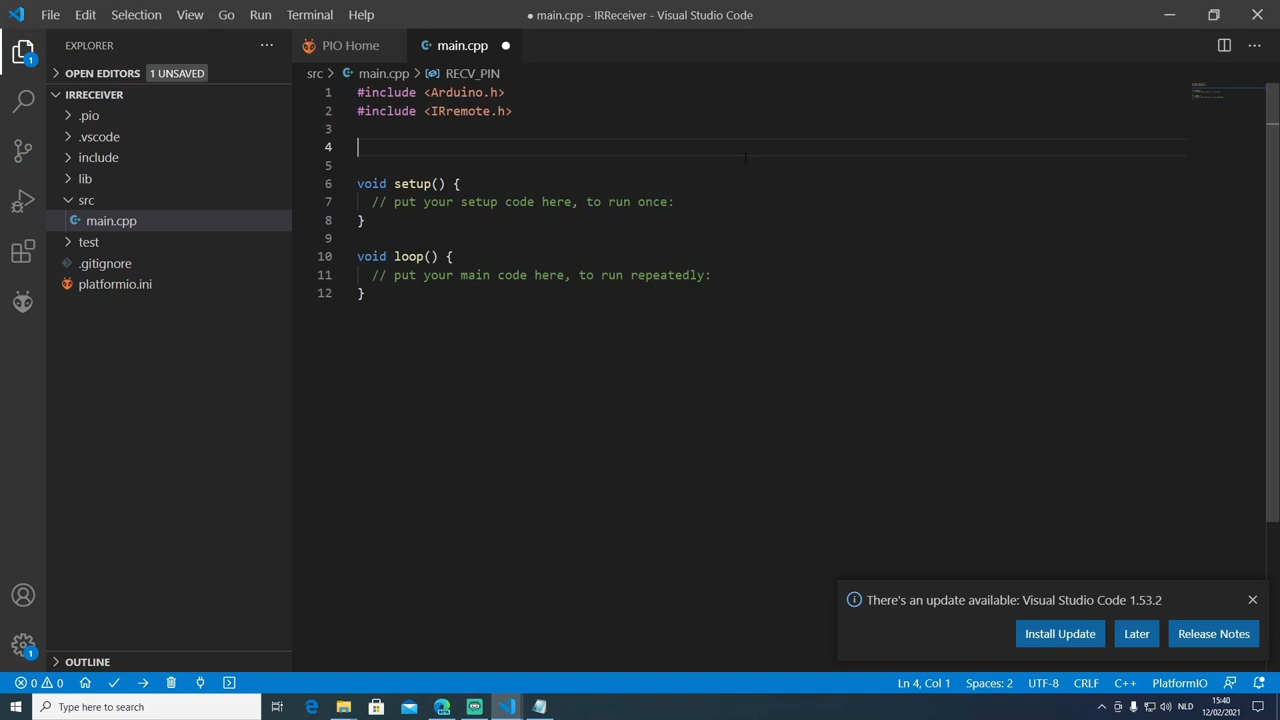 File Edit Selection View Go Run Terminal Help
● main.cpp - IRReceiver - Visual Studio Code
EXPLORER
PIO Home
main.cpp
OPEN EDITORS 1 UNSAVED
IRRECEIVER
.pio
.vscode
include
lib
src
main.cpp
test
.gitignore
platformio.ini
OUTLINE
src > main.cpp > RECV_PIN
1 #include <Arduino.h>
2 #include <IRremote.h>
3
4
5
6 void setup() {
7 // put your setup code here, to run once:
8 }
9
10 void loop() {
11 // put your main code here, to run repeatedly:
12 }
There's an update available: Visual Studio Code 1.53.2
Install Update Later Release Notes
1
1
0 0
Ln 4, Col 1 Spaces: 2 UTF-8 CRLF C++ PlatformIO
Type here to search
NLD
15:40
12/02/2021